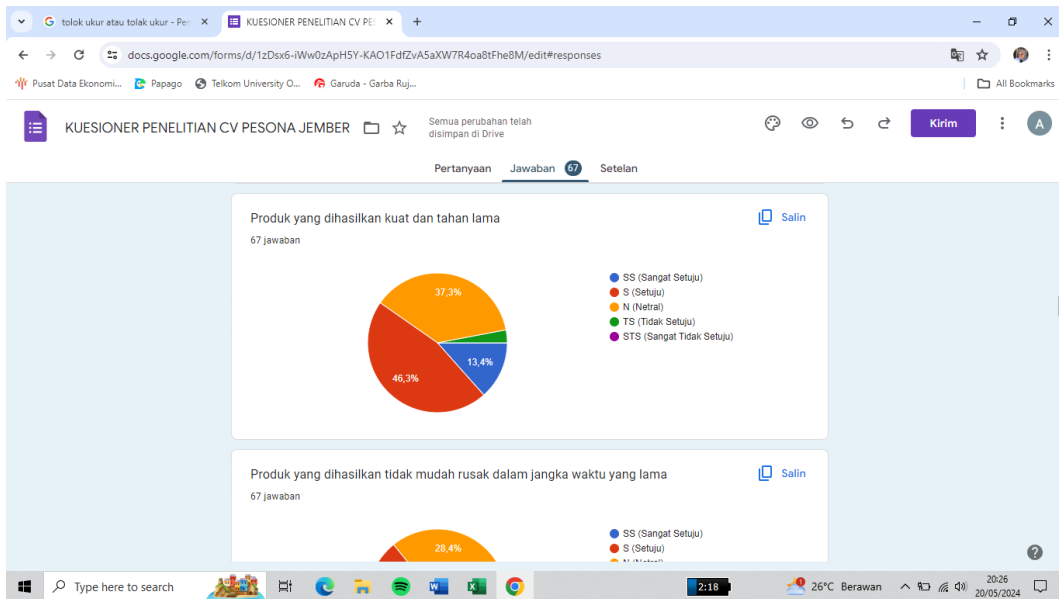 tolok ukur atau tolak ukur - Pen
KUESIONER PENELITIAN CV PES
docs.google.com/forms/d/1zDsx6-iWw0zApH5Y-KAO1FdfZvA5aXW7R4oa8tFhe8M/edit#responses
Pusat Data Ekonomi... Papago Telkom University O... Garuda - Garba Ruj... All Bookmarks
KUESIONER PENELITIAN CV PESONA JEMBER
Semua perubahan telah
disimpan di Drive
Kirim
A
Pertanyaan Jawaban 67 Setelan
Produk yang dihasilkan kuat dan tahan lama
Salin
67 jawaban
37,3%
13,4%
46,3%
SS (Sangat Setuju)
S (Setuju)
N (Netral)
TS (Tidak Setuju)
STS (Sangat Tidak Setuju)
Produk yang dihasilkan tidak mudah rusak dalam jangka waktu yang lama
Salin
67 jawaban
28,4%
SS (Sangat Setuju)
S (Setuju)
Type here to search
2:18
26°C Berawan
20:26
20/05/2024